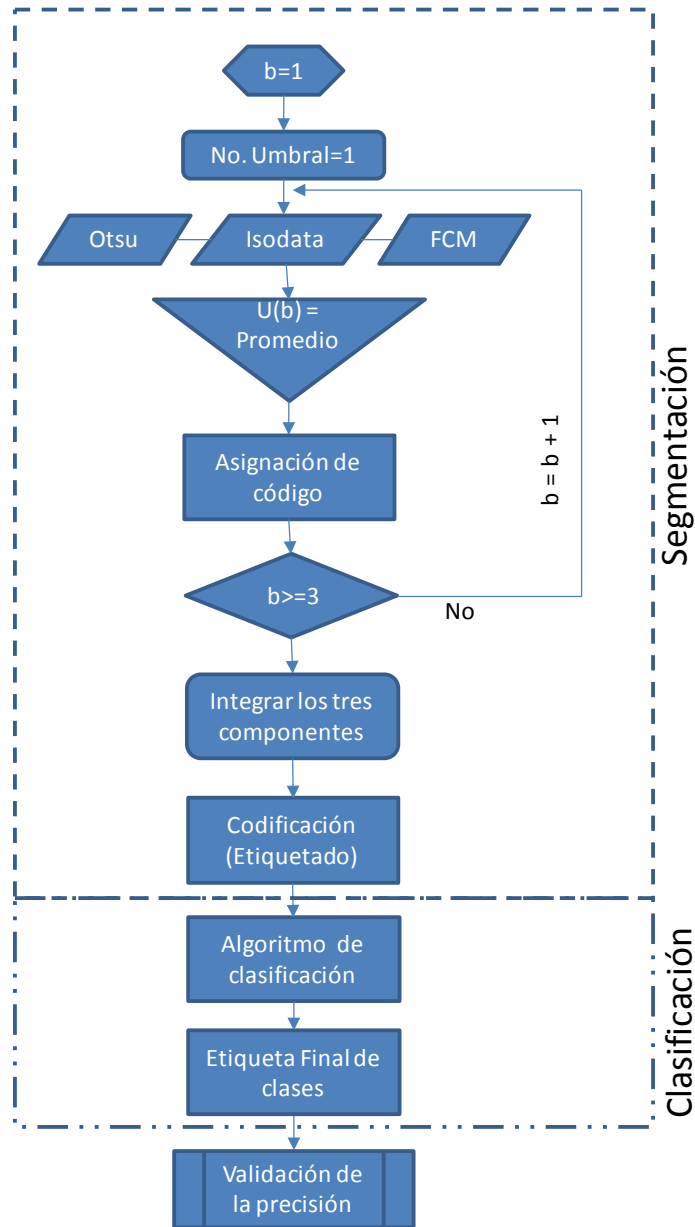 b=1
No. Umbral=1
Otsu
Isodata
FCM
U(b) =
Promedio
Asignación de
código
b = b + 1
b>=3
No
Integrar los tres
componentes
Codificación
(Etiquetado)
Segmentación
Algoritmo de
clasificación
Etiqueta Final de
clases
Clasificación
Validación de
la precisión